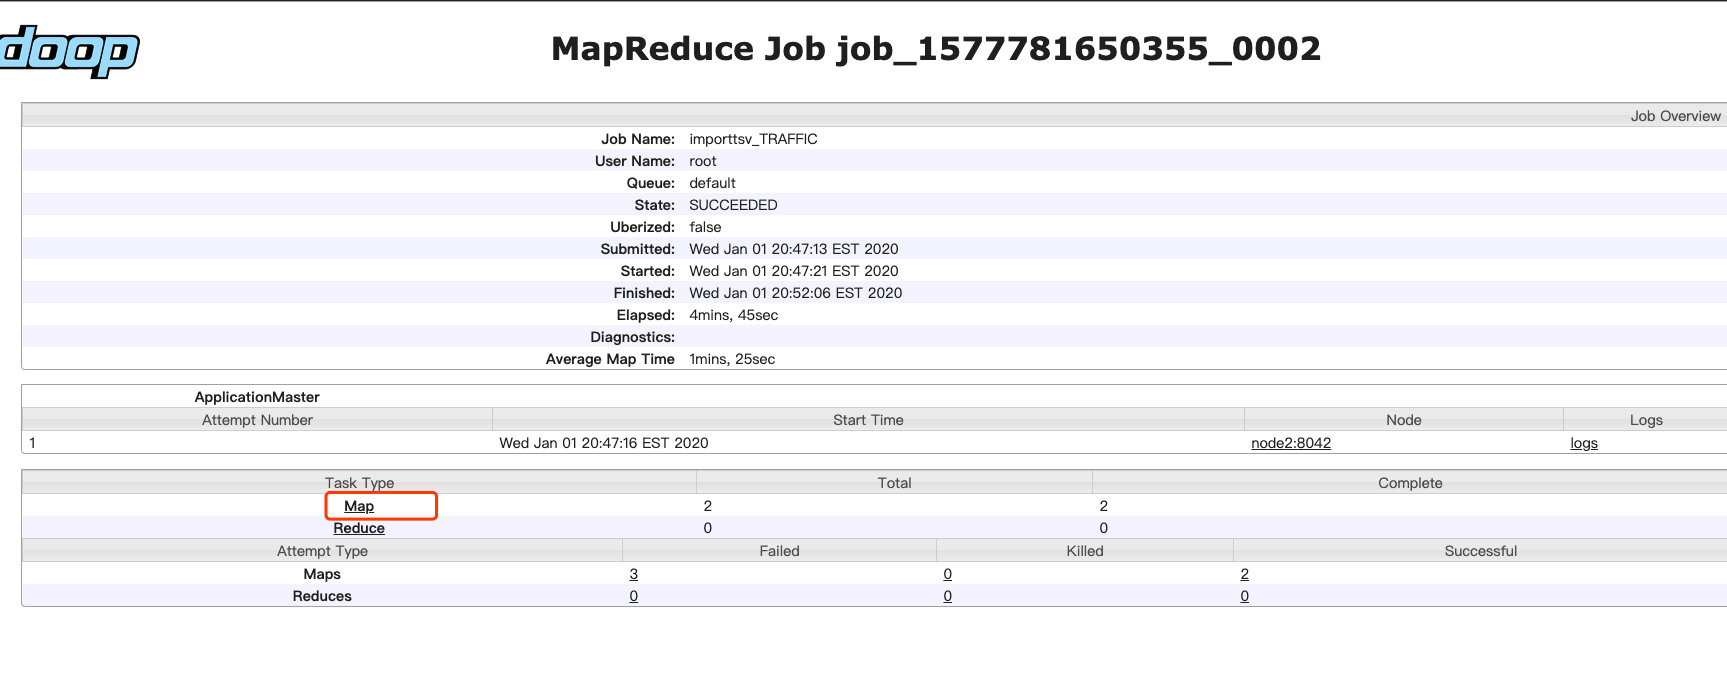 doop
MapReduce Job job_1577781650355_0002
Job Overview
Job Name: importtsv_TRAFFIC
User Name: root
Queue: default
State: SUCCEEDED
Uberized: false
Submitted: Wed Jan 01 20:47:13 EST 2020
Started: Wed Jan 01 20:47:21 EST 2020
Finished: Wed Jan 01 20:52:06 EST 2020
Elapsed: 4mins, 45sec
Diagnostics:
Average Map Time 1mins, 25sec
ApplicationMaster
Attempt Number Start Time Node Logs
1 Wed Jan 01 20:47:16 EST 2020 node2:8042 logs
Task Type Total Complete
Map 2 2
Reduce 0 0
Attempt Type Failed Killed Successful
Maps 3 0 2
Reduces 0 0 0